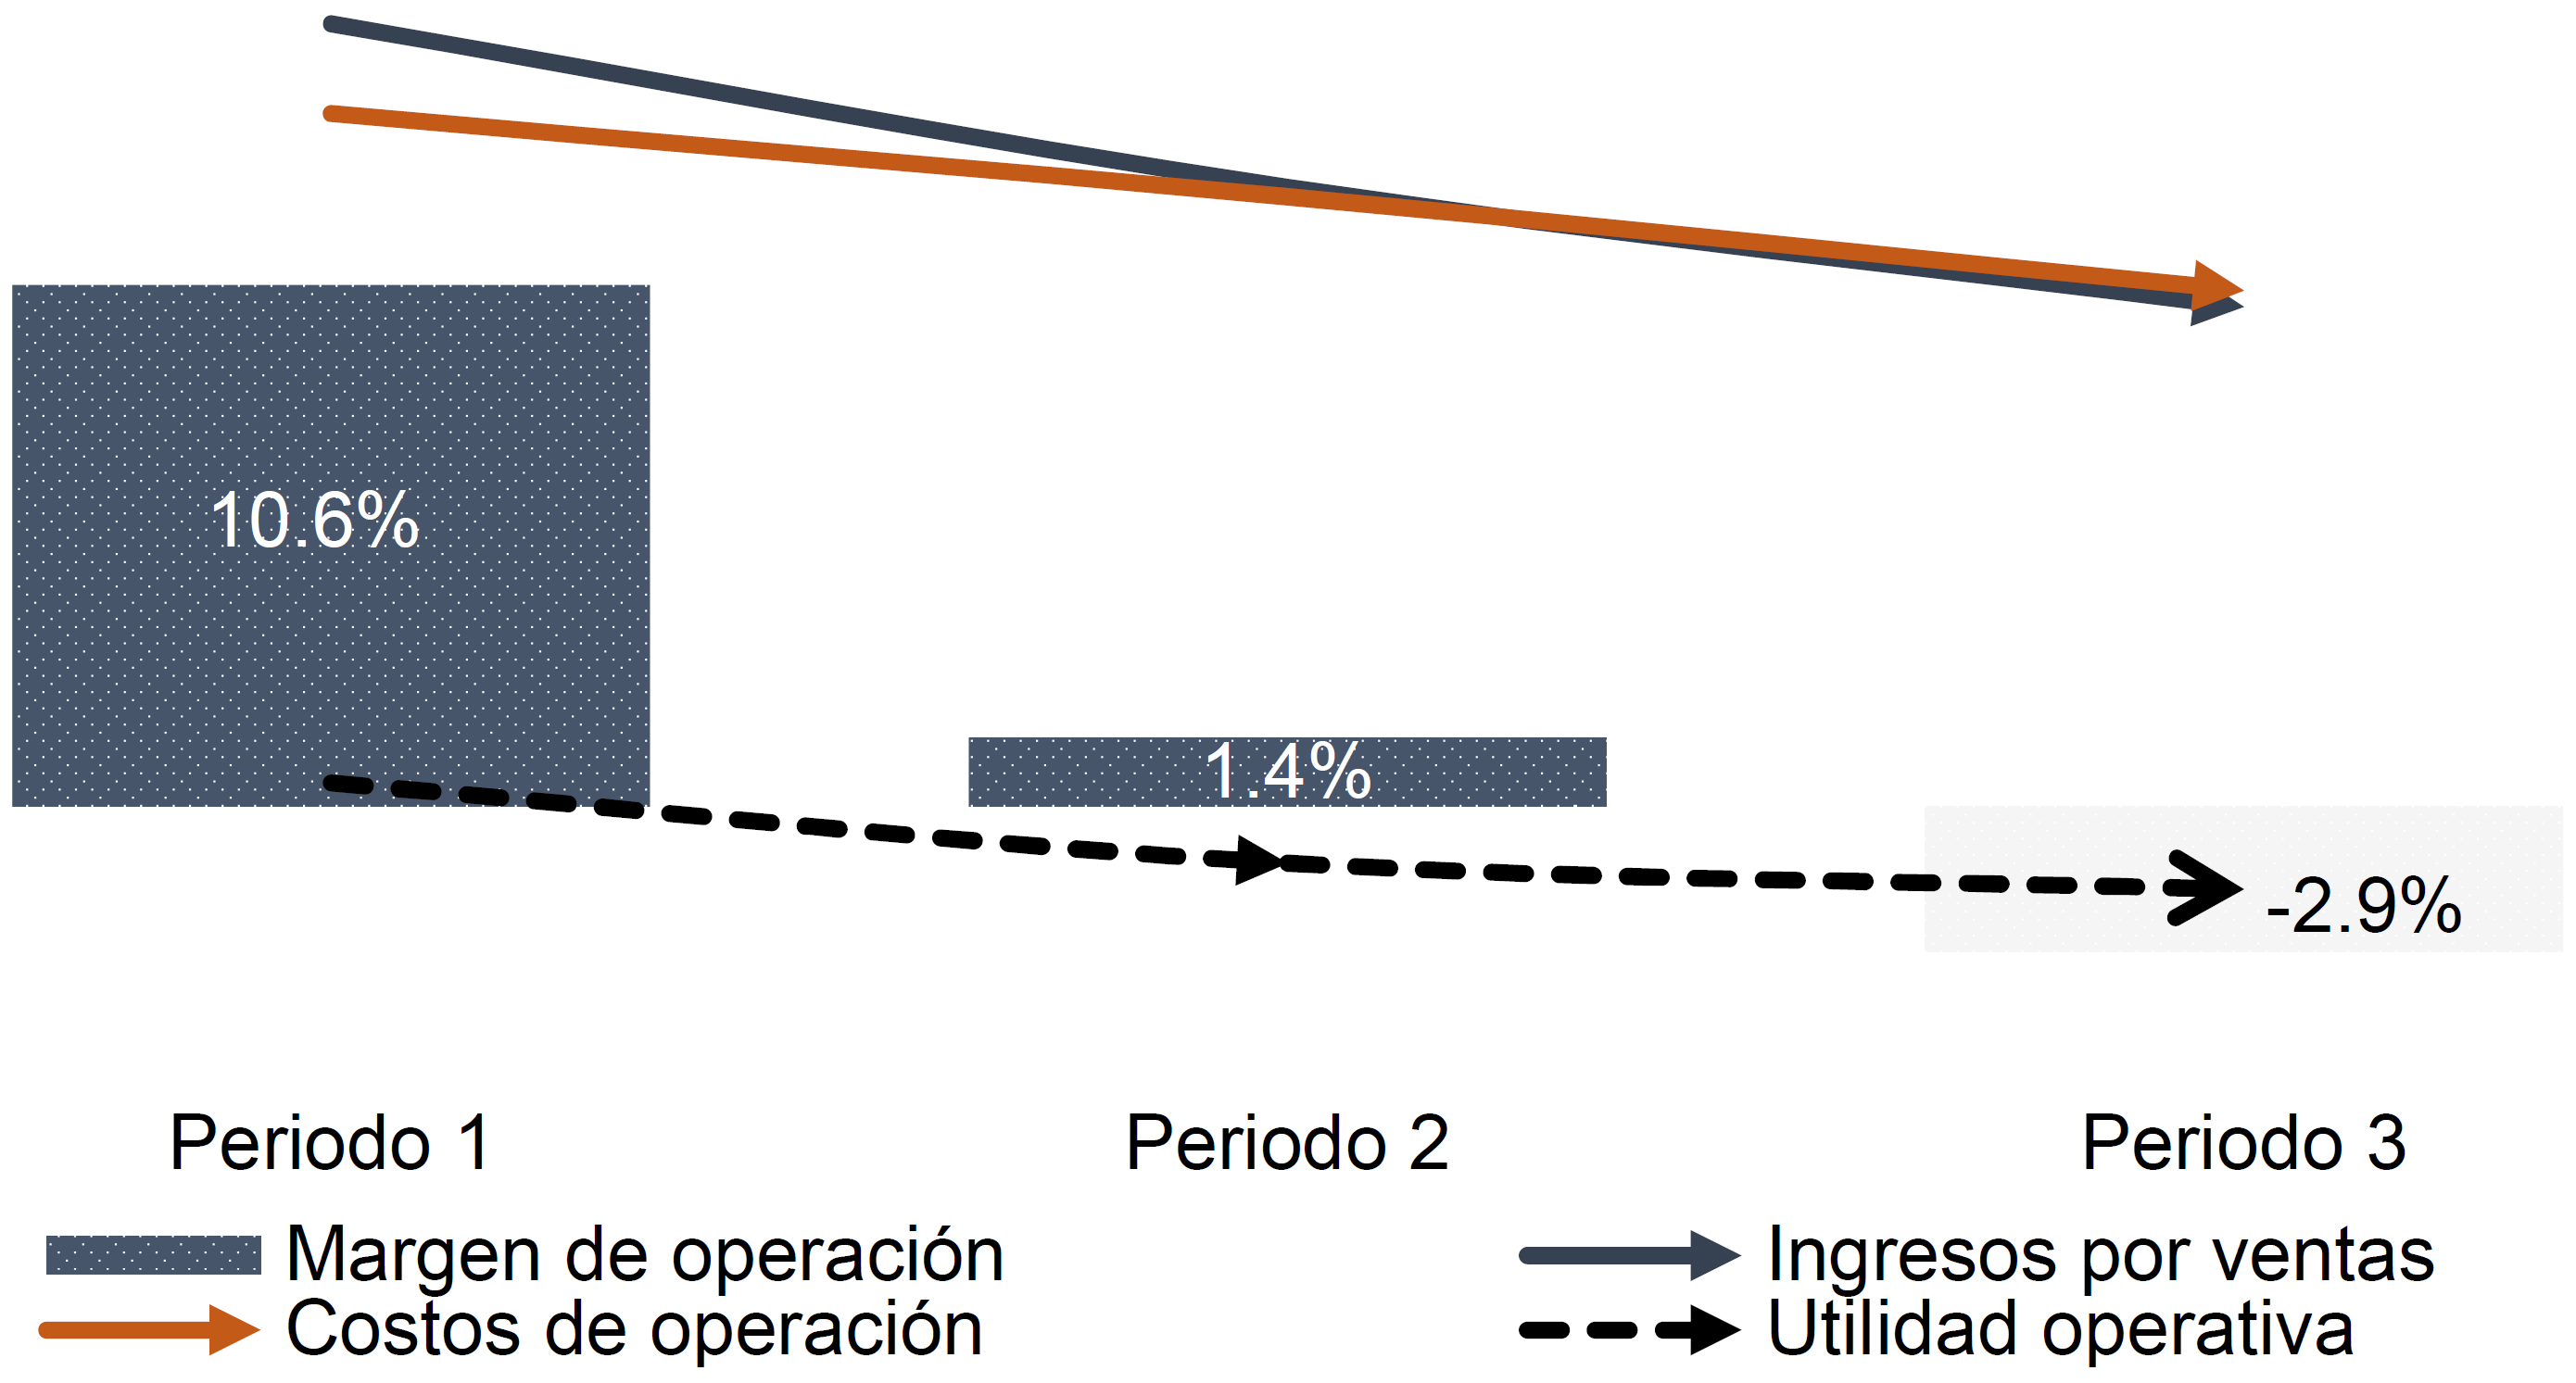 10.6%
1.4%
-2.9%
Periodo 1
Periodo 2
Periodo 3
Margen de operación
Ingresos por ventas
Costos de operación
Utilidad operativa